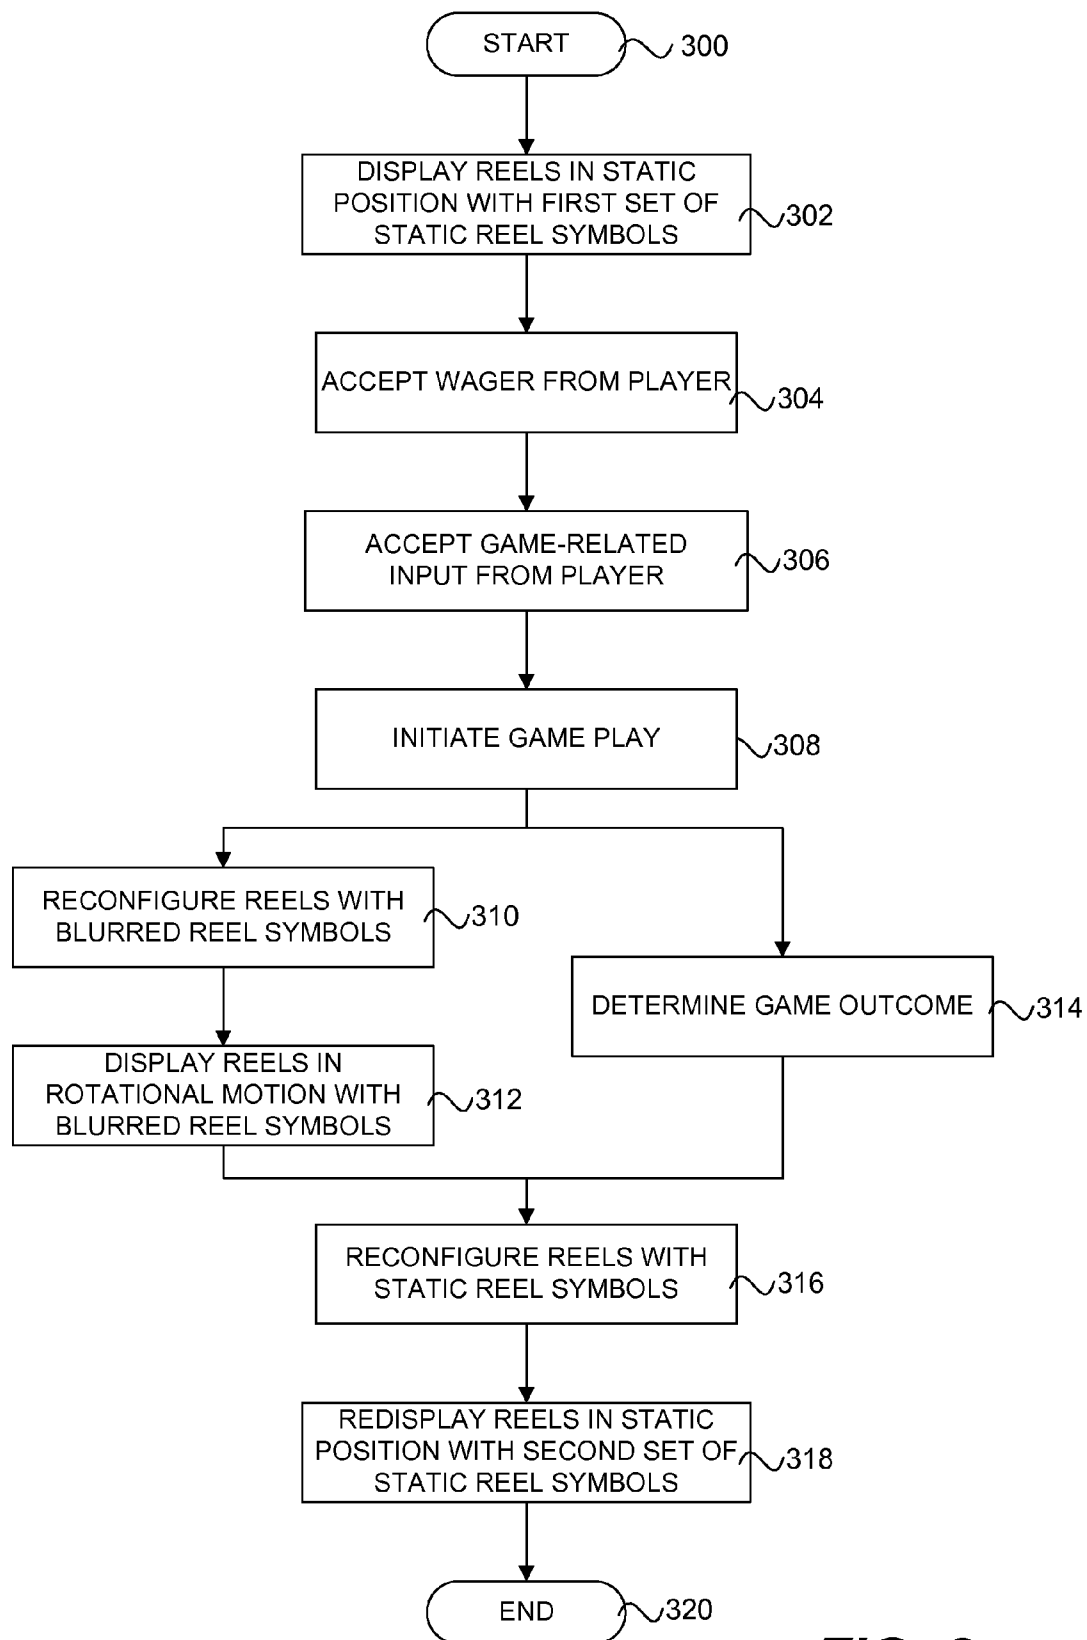 START
300
DISPLAY REELS IN STATIC
POSITION WITH FIRST SET OF
STATIC REEL SYMBOLS
302
ACCEPT WAGER FROM PLAYER
304
ACCEPT GAME-RELATED
INPUT FROM PLAYER
306
INITIATE GAME PLAY
308
RECONFIGURE REELS WITH
BLURRED REEL SYMBOLS
310
DETERMINE GAME OUTCOME
314
DISPLAY REELS IN
ROTATIONAL MOTION WITH
BLURRED REEL SYMBOLS
312
RECONFIGURE REELS WITH
STATIC REEL SYMBOLS
316
REDISPLAY REELS IN STATIC
POSITION WITH SECOND SET OF
STATIC REEL SYMBOLS
318
END
320